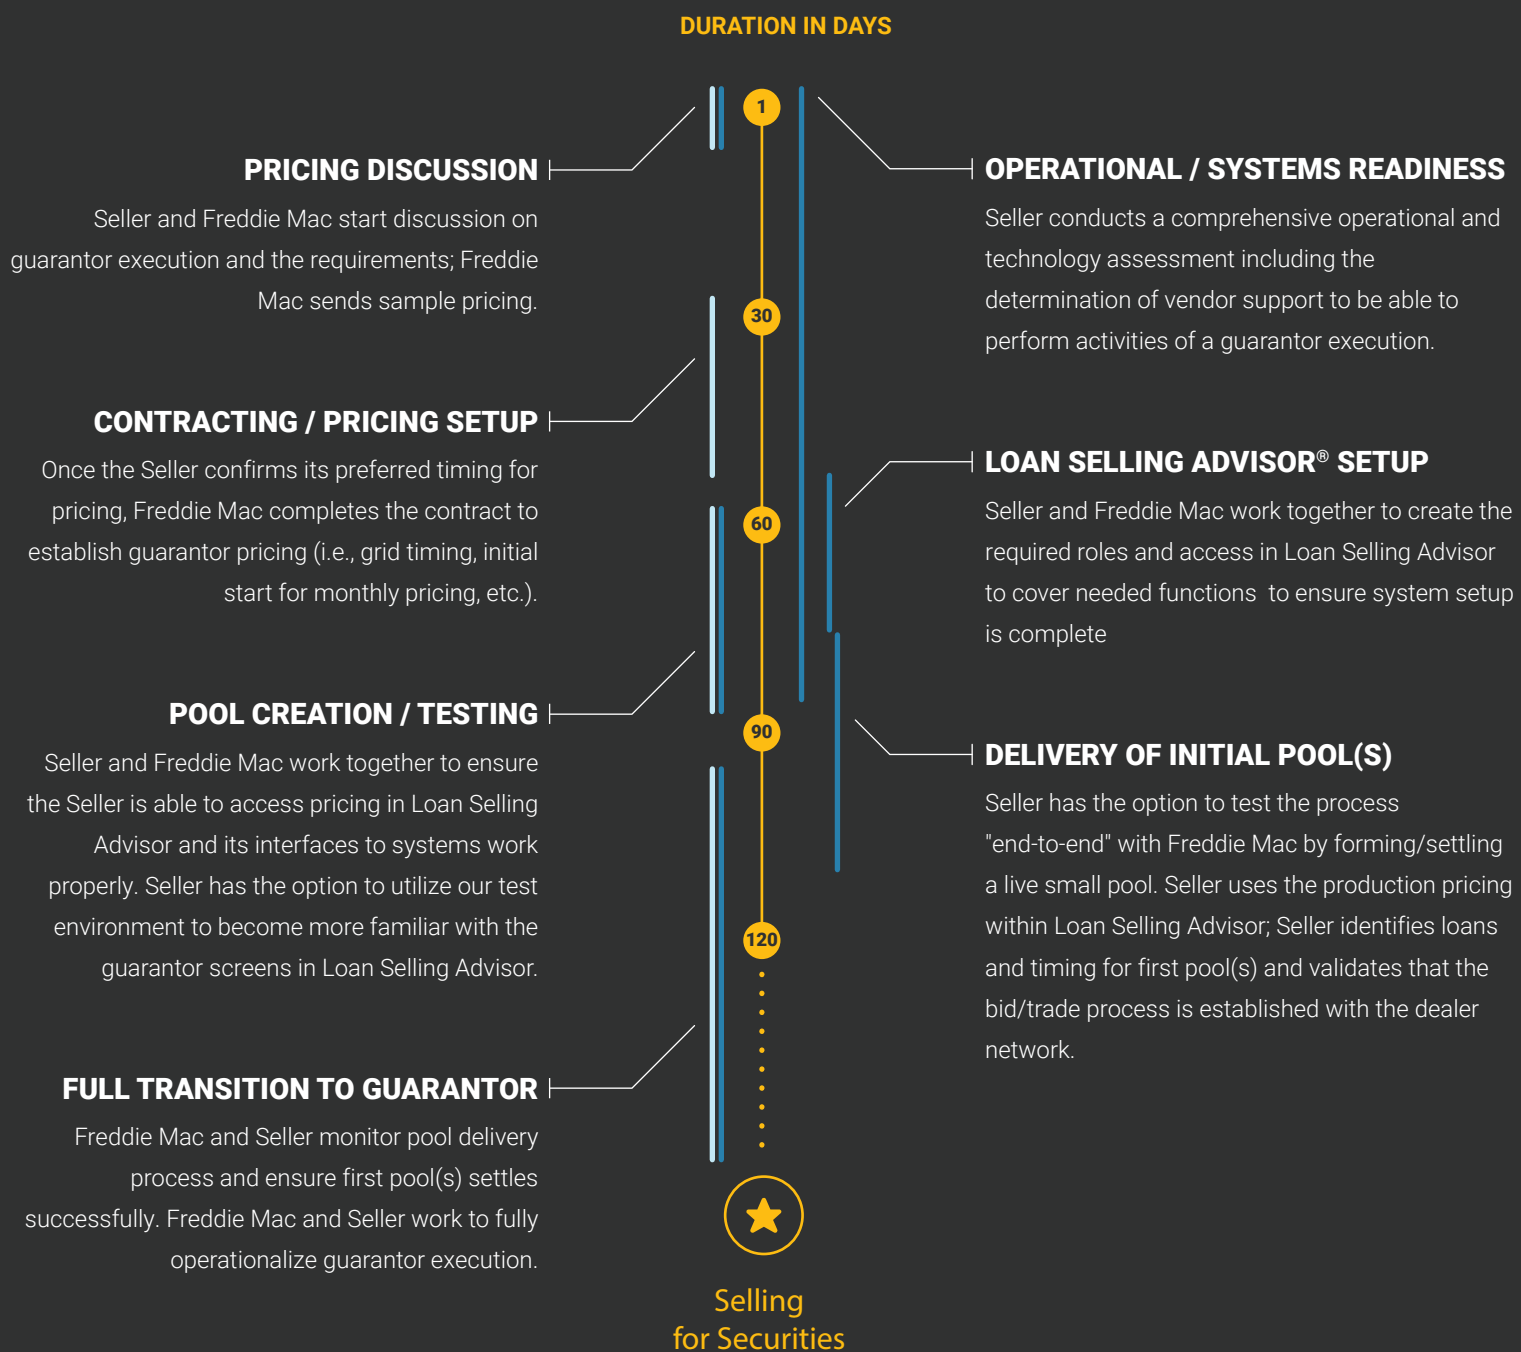 DURATION IN DAYS
1
PRICING DISCUSSION
Seller and Freddie Mac start discussion on
guarantor execution and the requirements; Freddie
Mac sends sample pricing.
OPERATIONAL / SYSTEMS READINESS
Seller conducts a comprehensive operational and
technology assessment including the
determination of vendor support to be able to
perform activities of a guarantor execution.
30
CONTRACTING / PRICING SETUP
Once the Seller confirms its preferred timing for
pricing, Freddie Mac completes the contract to
establish guarantor pricing (i.e., grid timing, initial
start for monthly pricing, etc.).
LOAN SELLING ADVISOR® SETUP
Seller and Freddie Mac work together to create the
required roles and access in Loan Selling Advisor
to cover needed functions  to ensure system setup
is complete
60
POOL CREATION / TESTING
Seller and Freddie Mac work together to ensure
the Seller is able to access pricing in Loan Selling
Advisor and its interfaces to systems work
properly. Seller has the option to utilize our test
environment to become more familiar with the
guarantor screens in Loan Selling Advisor.
90
DELIVERY OF INITIAL POOL(S)
Seller has the option to test the process
"end-to-end" with Freddie Mac by forming/settling
a live small pool. Seller uses the production pricing
within Loan Selling Advisor; Seller identifies loans
and timing for first pool(s) and validates that the
bid/trade process is established with the dealer
network.
120
FULL TRANSITION TO GUARANTOR
Freddie Mac and Seller monitor pool delivery
process and ensure first pool(s) settles
successfully. Freddie Mac and Seller work to fully
operationalize guarantor execution.
Selling
for Securities